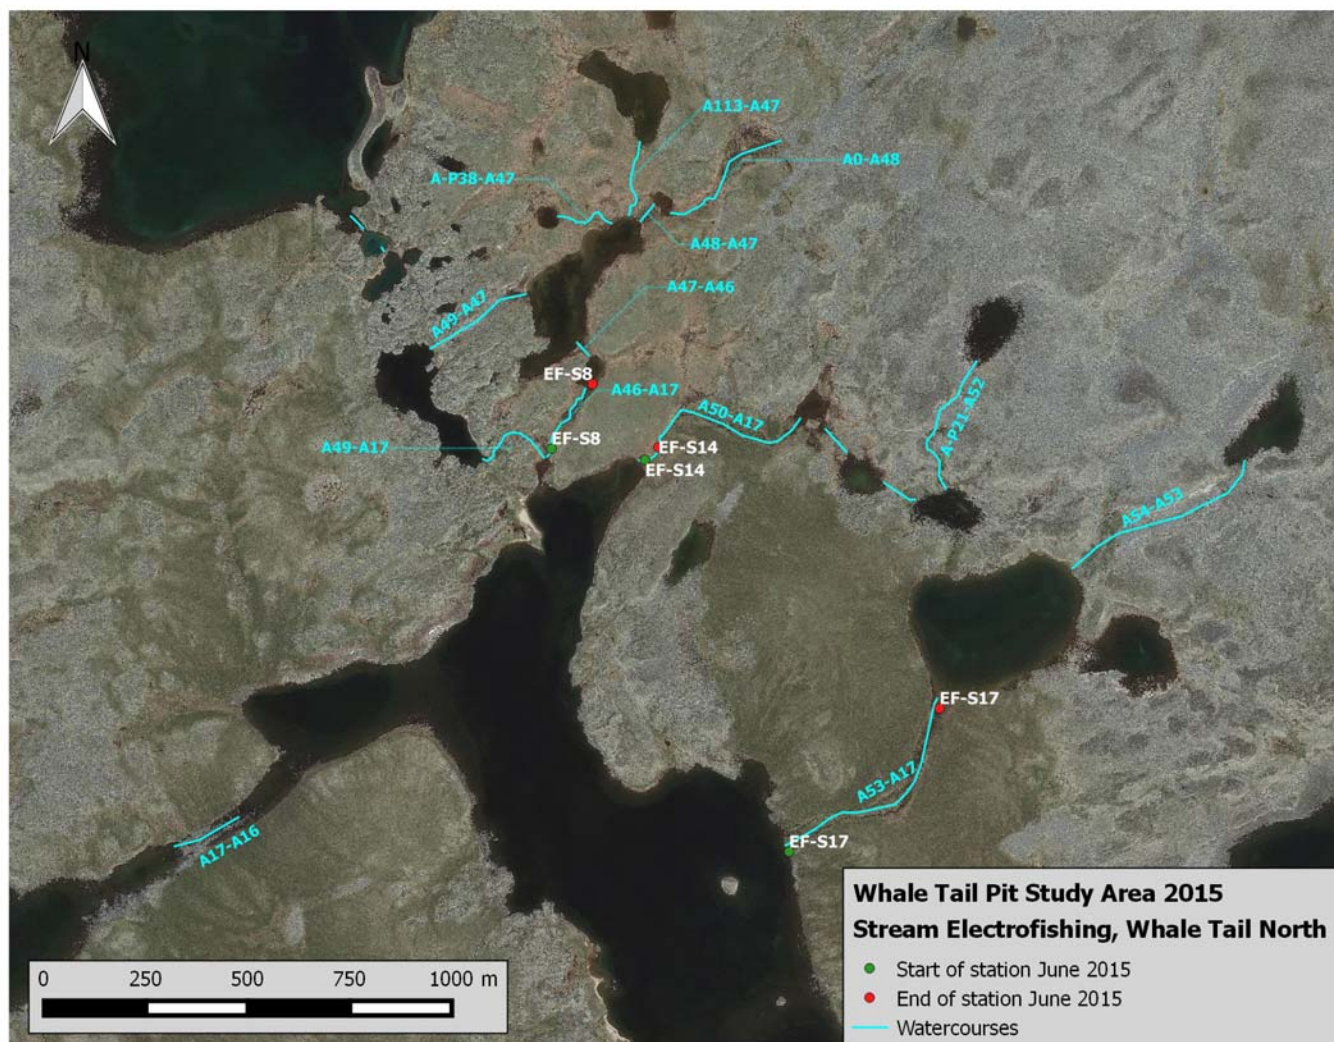 N
A113-A47
A0-A48
A-P38-A47
A48-A47
A47-A46
A49-A47
EF-S8
A46-A17
A50-A17
A-P21-A52
A49-A17
EF-S8
EF-S14
EF-S14
A54-A53
EF-S17
A53-A17
A17-A16
EF-S17
Whale Tail Pit Study Area 2015
Stream Electrofishing, Whale Tail North
Start of station June 2015
End of station June 2015
Watercourses
0 250 500 750 1000 m